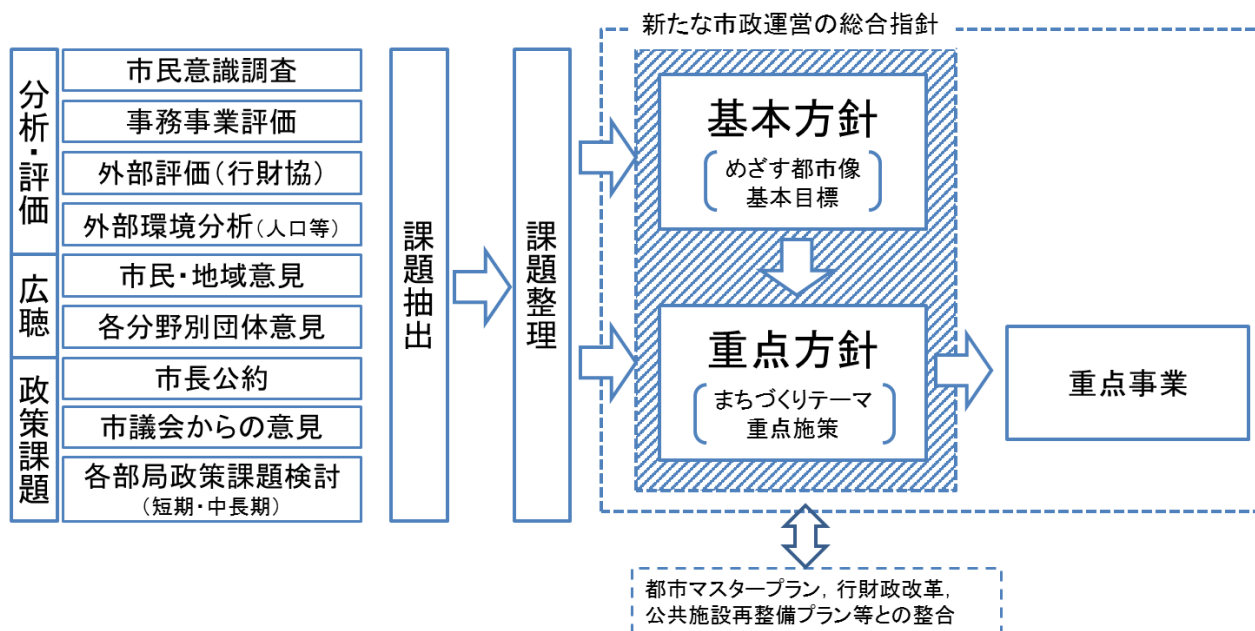 新たな市政運営の総合指針
分析・評価
市民意識調査
事務事業評価
外部評価(行財協)
外部環境分析(人口等)
広聴
市民・地域意見
各分野別団体意見
政策課題
市長公約
市議会からの意見
各部局政策課題検討
(短期・中長期)
課題抽出
課題整理
基本方針
めざす都市像
基本目標
重点方針
まちづくりテーマ
重点施策
重点事業
都市マスタープラン，行財政改革，
公共施設再整備プラン等との整合